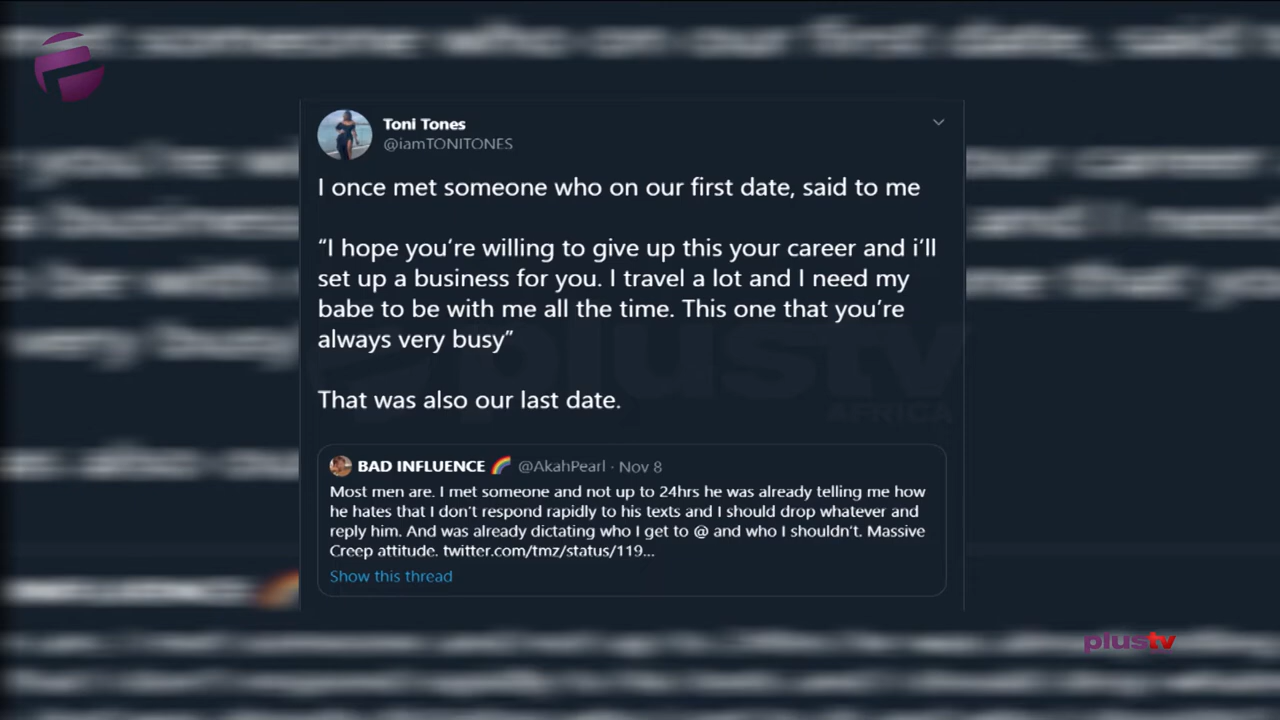 Toni Tones
@iamTONITONES
I once met someone who on our first date, said to me
“I hope you’re willing to give up this your career and i’ll
set up a business for you. I travel a lot and I need my
babe to be with me all the time. This one that you’re
always very busy”
That was also our last date.
BAD INFLUENCE 🌈 @AkahPearl · Nov 8
Most men are. I met someone and not up to 24hrs he was already telling me how
he hates that I don’t respond rapidly to his texts and I should drop whatever and
reply him. And was already dictating who I get to @ and who I shouldn’t. Massive
Creep attitude. twitter.com/tmz/status/119...
Show this thread
plustv
AFRICA
plustv